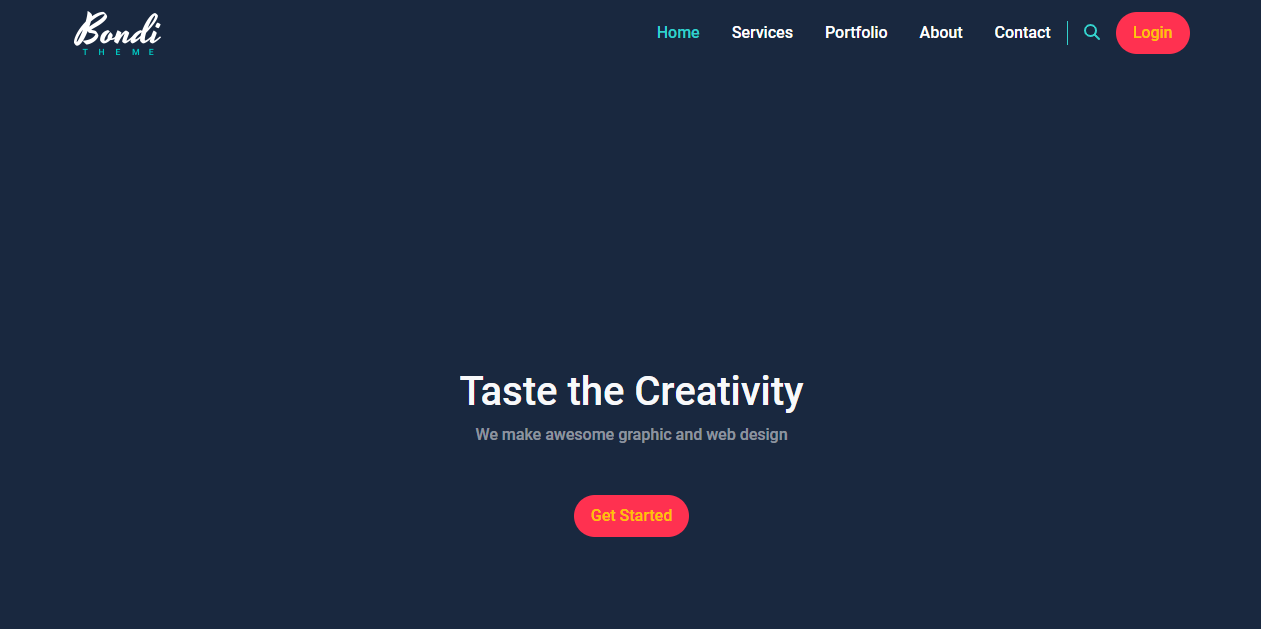 Bondi
THEME
Home Services Portfolio About Contact Login
Taste the Creativity
We make awesome graphic and web design
Get Started